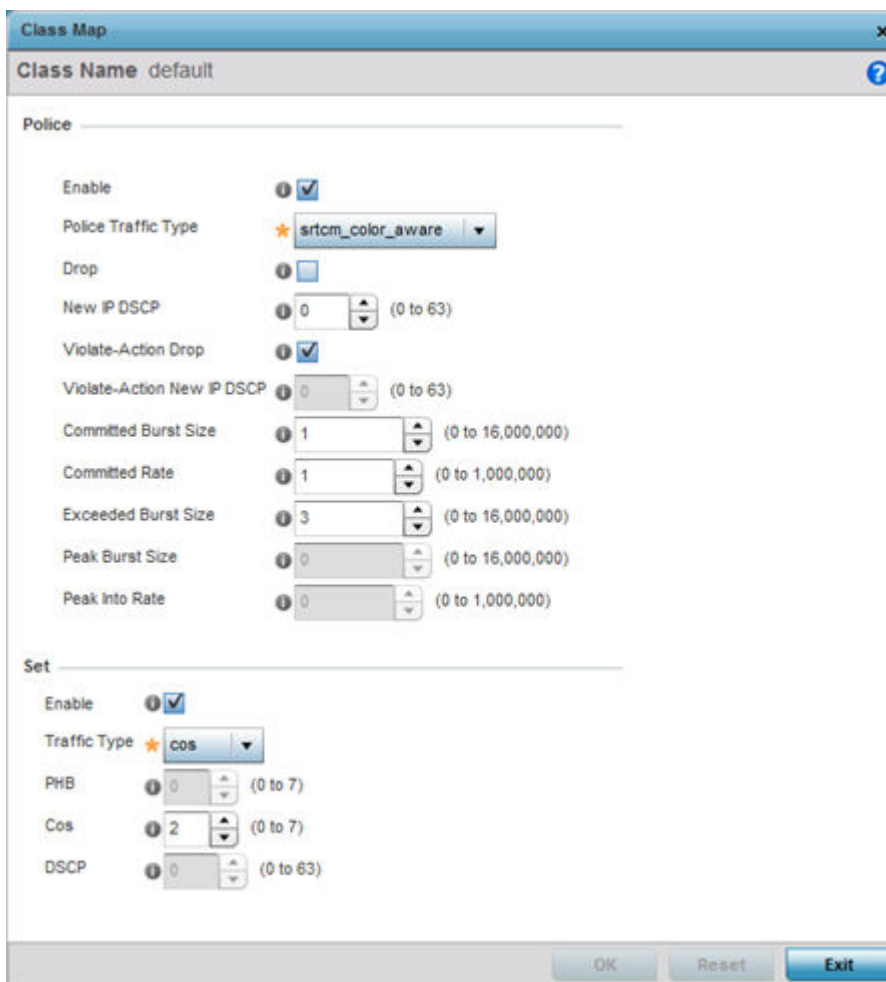 Class Map
Class Name default
Police
Enable
Police Traffic Type * srtcm_color_aware
Drop
New IP DSCP 0 (0 to 63)
Violate-Action Drop
Violate-Action New IP DSCP 0 (0 to 63)
Committed Burst Size 1 (0 to 16,000,000)
Committed Rate 1 (0 to 1,000,000)
Exceeded Burst Size 3 (0 to 16,000,000)
Peak Burst Size 0 (0 to 16,000,000)
Peak Into Rate 0 (0 to 1,000,000)
Set
Enable
Traffic Type * cos
PHB 0 (0 to 7)
Cos 2 (0 to 7)
DSCP 0 (0 to 63)
OK Reset Exit